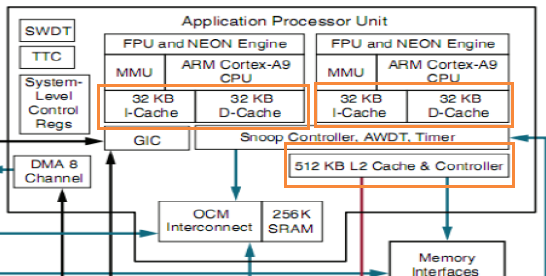 Application Processor Unit
SWDT
TTC
System-
Level
Control
Regs
FPU and NEON Engine
MMU
ARM Cortex-A9
CPU
32 KB
I-Cache
32 KB
D-Cache
FPU and NEON Engine
MMU
ARM Cortex-A9
CPU
32 KB
I-Cache
32 KB
D-Cache
GIC
Snoop Controller, AWDT, Timer
DMA 8
Channel
512 KB L2 Cache & Controller
OCM
Interconnect
256K
SRAM
Memory
Interfaces